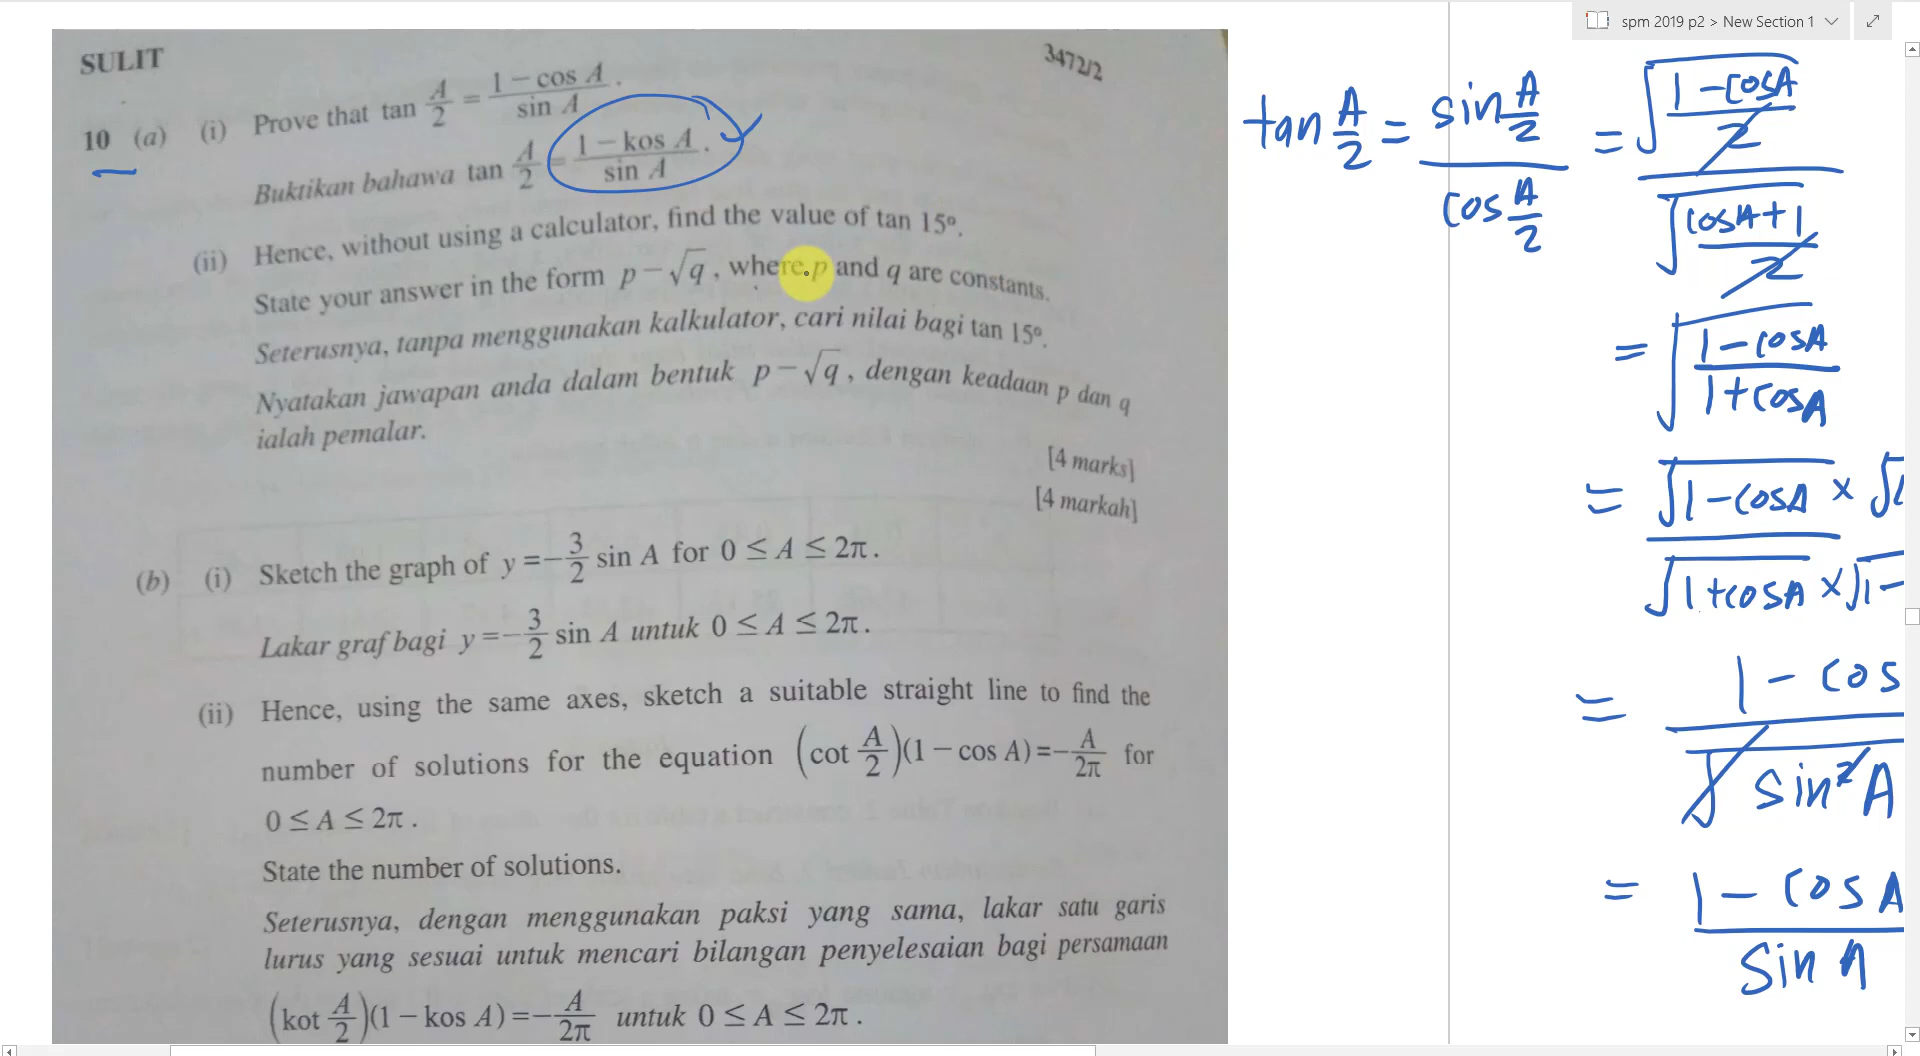 spm 2019 p2 > New Section 1
SULIT
3472/2
10 (a) (i) Prove that tan A/2 = (1 − cos A)/(sin A).
Buktikan bahawa tan A/2 = (1 − kos A)/(sin A).
(ii) Hence, without using a calculator, find the value of tan 15°.
State your answer in the form p − √q, where p and q are constants.
Seterusnya, tanpa menggunakan kalkulator, cari nilai bagi tan 15°.
Nyatakan jawapan anda dalam bentuk p − √q, dengan keadaan p dan q
ialah pemalar.
[4 marks]
[4 markah]
(b) (i) Sketch the graph of y = −3/2 sin A for 0 ≤ A ≤ 2π.
Lakar graf bagi y = −3/2 sin A untuk 0 ≤ A ≤ 2π.
(ii) Hence, using the same axes, sketch a suitable straight line to find the
number of solutions for the equation (cot A/2)(1 − cos A) = −A/2π for
0 ≤ A ≤ 2π.
State the number of solutions.
Seterusnya, dengan menggunakan paksi yang sama, lakar satu garis
lurus yang sesuai untuk mencari bilangan penyelesaian bagi persamaan
(kot A/2)(1 − kos A) = −A/2π untuk 0 ≤ A ≤ 2π.
tan A/2 = (sin A/2)/(cos A/2) = √((1 − cosA)/2)/√((cosA + 1)/2)
= √((1 − cosA)/(1 + cosA))
= √(1 − cosA) × √1
√(1 + cosA) × √(1 −
= 1 − cos
√sin²A
= (1 − cosA)/(sin A)